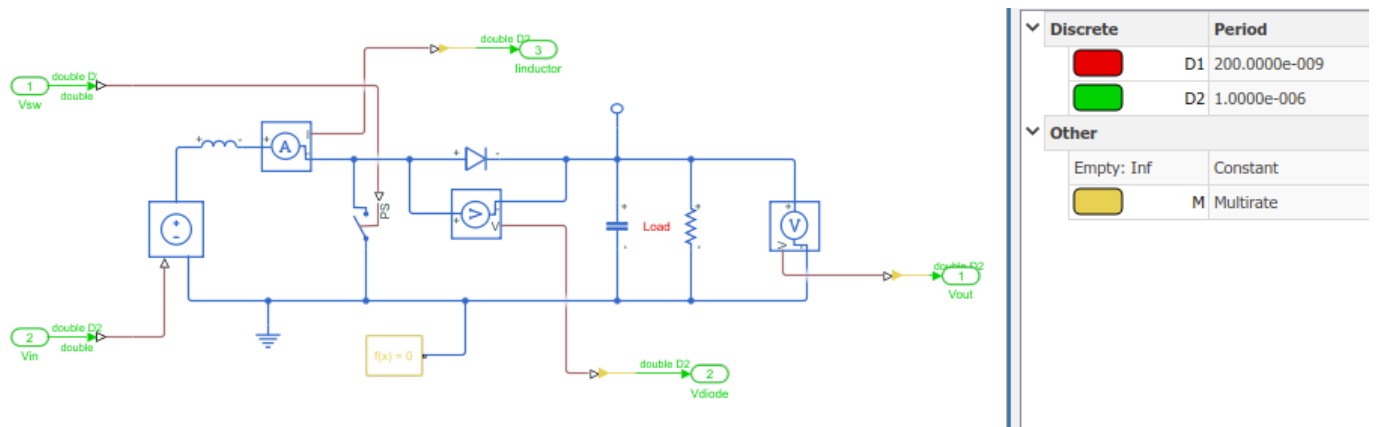 double D2
3
Iinductor
double D'
1
double
Vsw
A
I
PS
V
V
Load
V
V
double D2
1
Vout
double D2
2
double
Vin
f(x) = 0
double D2
2
Vdiode
Discrete Period
D1 200.0000e-009
D2 1.0000e-006
Other
Empty: Inf Constant
M Multirate